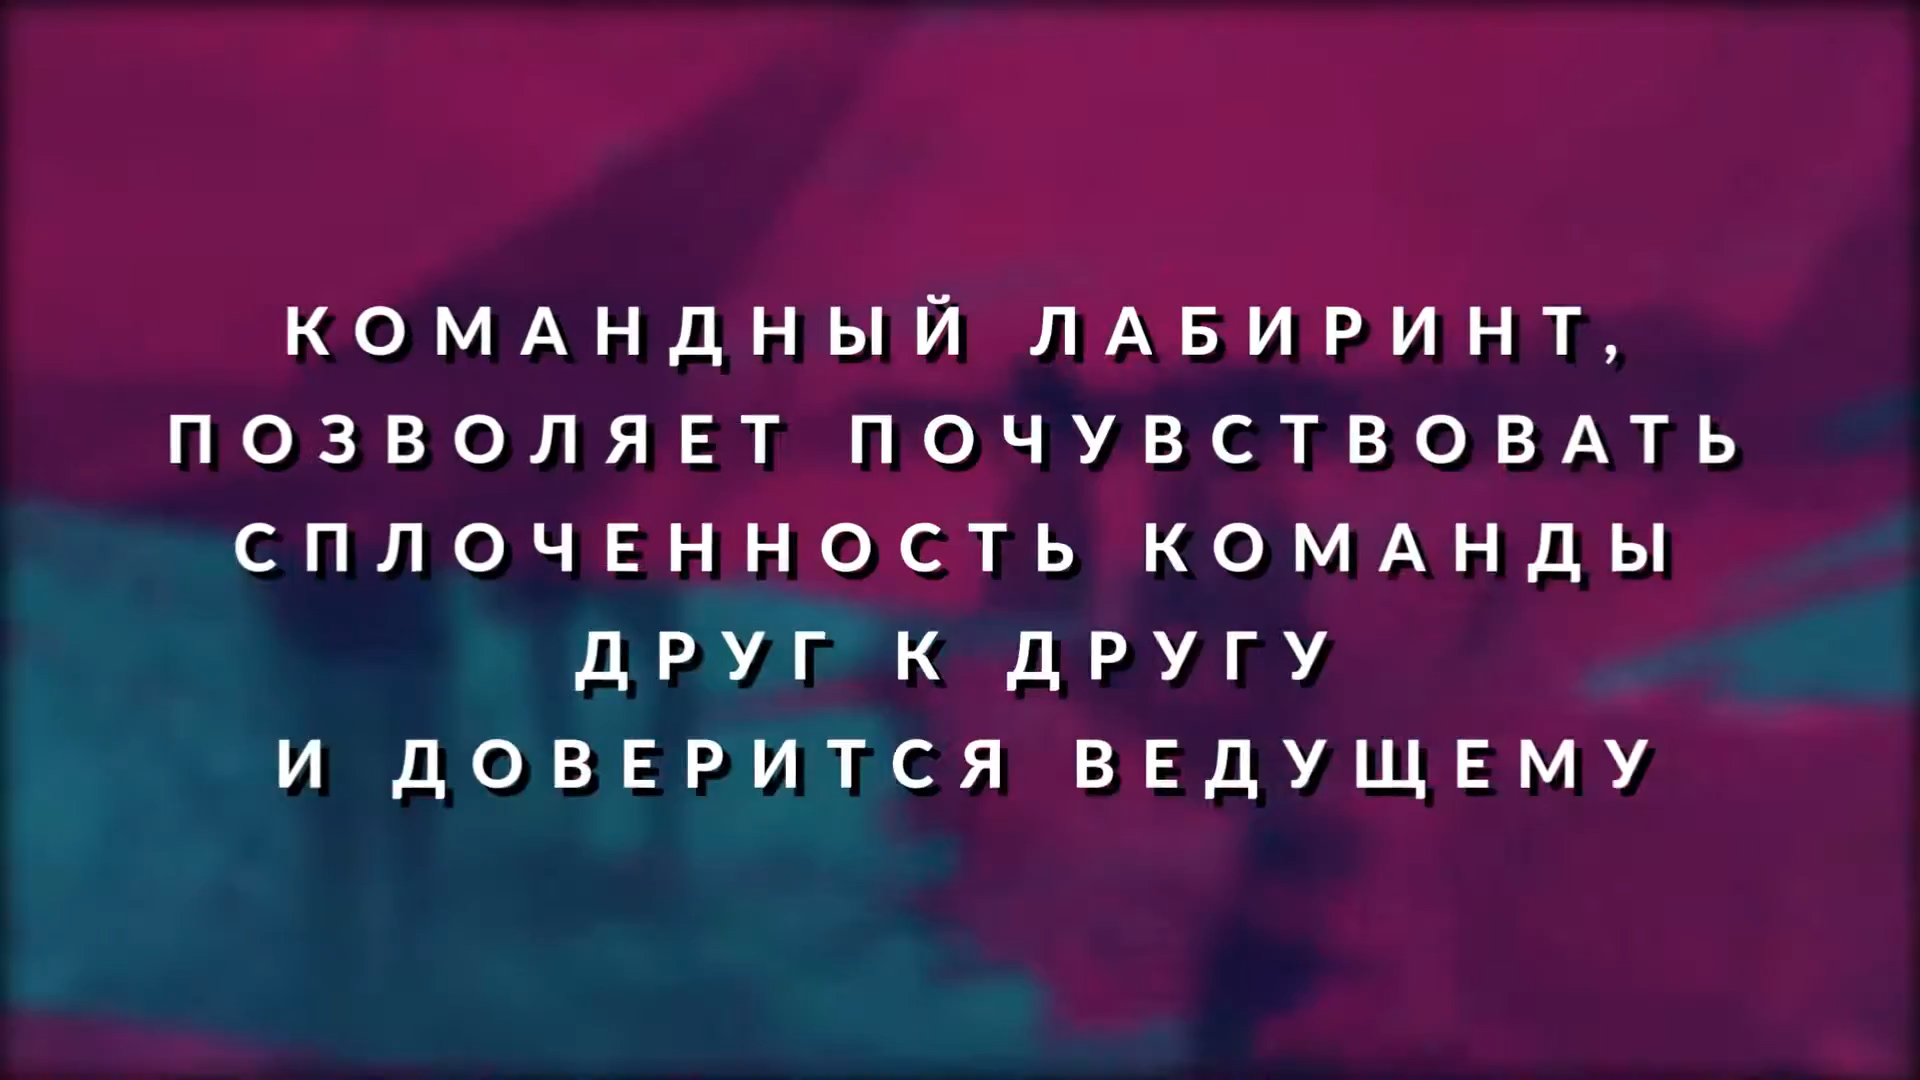 КОМАНДНЫЙ ЛАБИРИНТ,
ПОЗВОЛЯЕТ ПОЧУВСТВОВАТЬ
СПЛОЧЕННОСТЬ КОМАНДЫ
ДРУГ К ДРУГУ
И ДОВЕРИТСЯ ВЕДУЩЕМУ